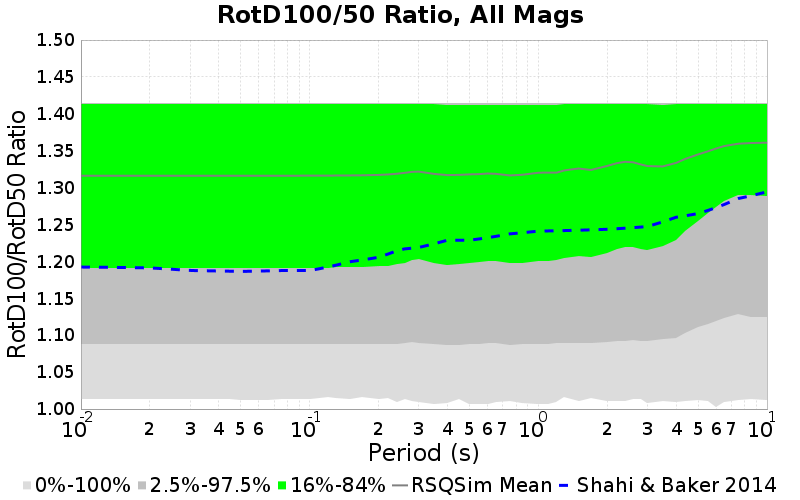 RotD100/50 Ratio, All Mags
RotD100/RotD50 Ratio
1.50
1.45
1.40
1.35
1.30
1.25
1.20
1.15
1.10
1.05
1.00
10-2 2 3 4 5 6 10-1 2 3 4 5 6 7 100 2 3 4 5 6 7 101
Period (s)
0%-100% 2.5%-97.5% 16%-84% RSQSim Mean Shahi & Baker 2014